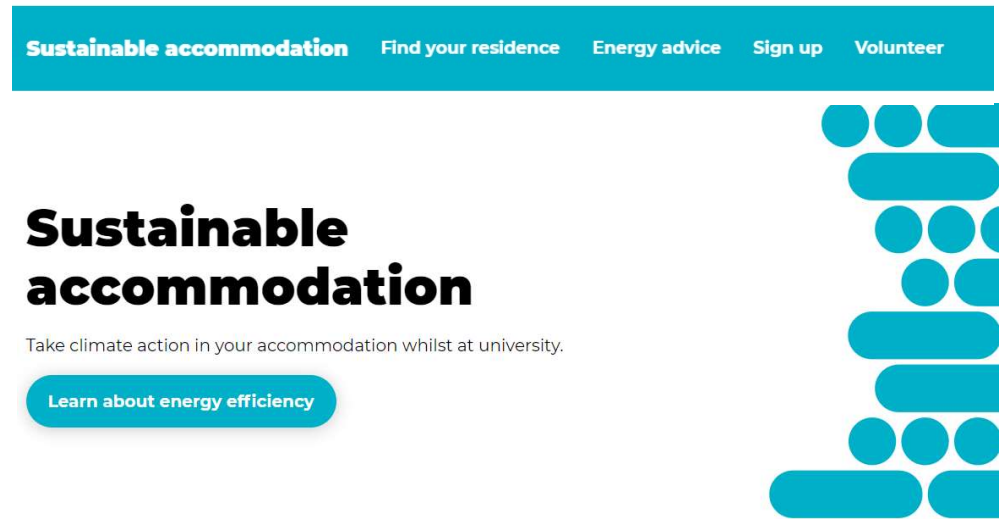 Sustainable accommodation Find your residence Energy advice Sign up Volunteer
Sustainable
accommodation
Take climate action in your accommodation whilst at university.
Learn about energy efficiency